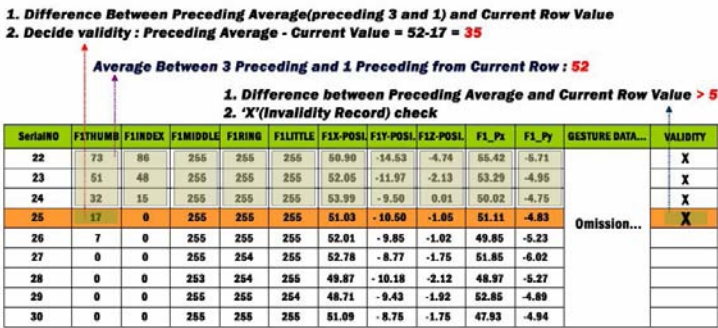 1. Difference Between Preceding Average(preceding 3 and 1) and Current Row Value
2. Decide validity : Preceding Average - Current Value = 52-17 = 35
Average Between 3 Preceding and 1 Preceding from Current Row : 52
1. Difference between Preceding Average and Current Row Value > 5
2. ‘X’(Invalidity Record) check
SerialNO F1THUMB F1INDEX F1MIDDLE F1RING F1LITTLE F1X-POSI. F1Y-POSI. F1Z-POSI. F1_Px F1_Py GESTURE DATA... VALIDITY
22 73 86 255 255 255 50.90 -14.53 -4.74 55.42 -5.71 X
23 51 48 255 255 255 52.05 -11.97 -2.13 53.29 -4.95 X
24 32 15 255 255 255 53.99 - 9.50 0.01 50.02 -4.75 X
25 17 0 255 255 255 51.03 - 10.50 -1.05 51.11 -4.83 Omission... X
26 7 0 255 255 255 52.01 - 9.85 -1.02 49.85 -5.23
27 0 0 255 254 255 52.78 - 8.77 -1.75 51.85 -6.02
28 0 0 253 254 255 49.87 - 10.18 -2.12 48.97 -5.27
29 0 0 255 255 254 48.71 - 9.43 -1.92 52.85 -4.89
30 0 0 255 255 255 51.09 - 8.75 -1.75 47.93 -4.94